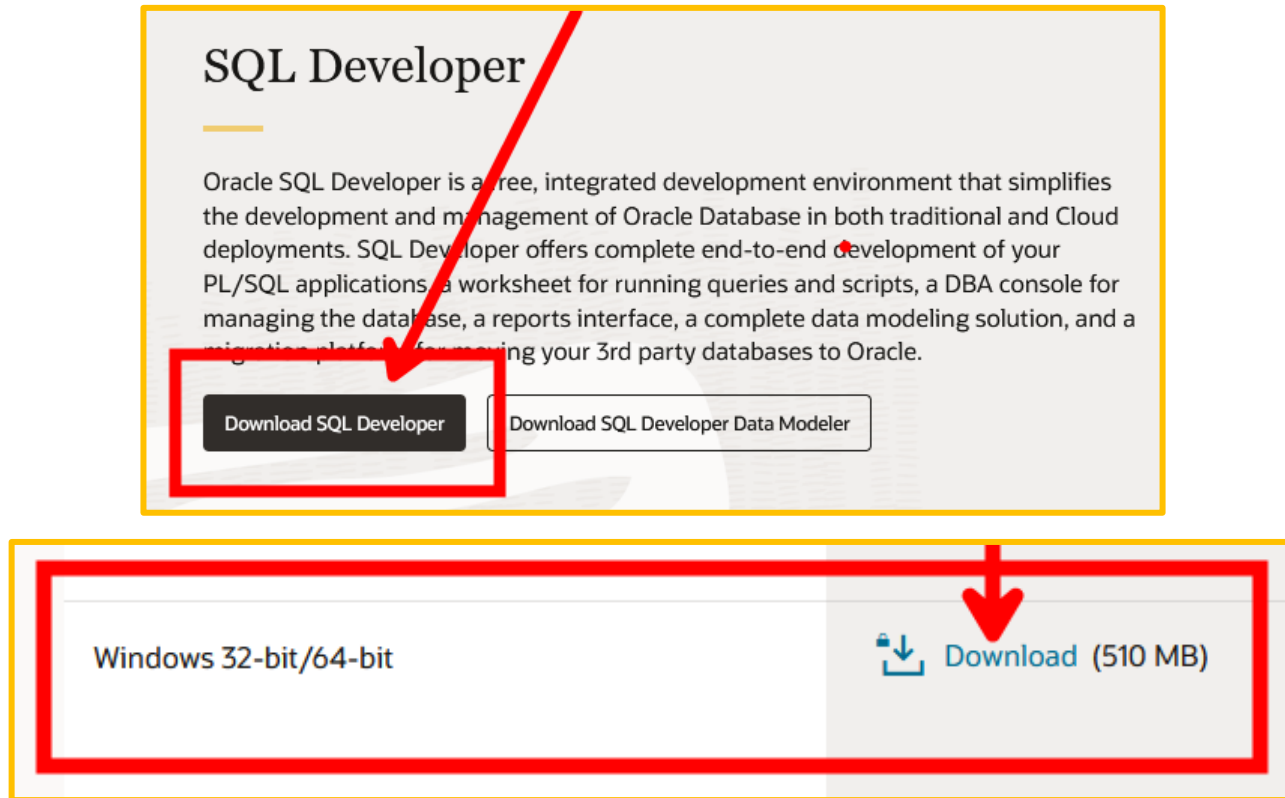 SQL Developer
Oracle SQL Developer is a free, integrated development environment that simplifies
the development and management of Oracle Database in both traditional and Cloud
deployments. SQL Developer offers complete end-to-end development of your
PL/SQL applications, a worksheet for running queries and scripts, a DBA console for
managing the database, a reports interface, a complete data modeling solution, and a
migration platform for moving your 3rd party databases to Oracle.
Download SQL Developer
Download SQL Developer Data Modeler
Windows 32-bit/64-bit
Download (510 MB)